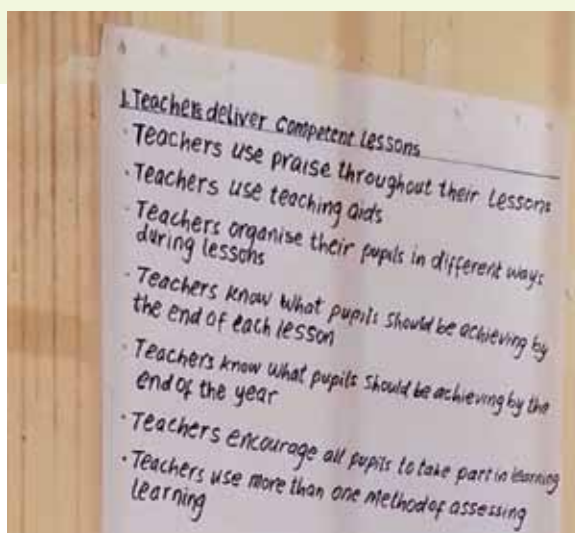 1. Teachers deliver competent lessons
· Teachers use praise throughout their lessons
· Teachers use teaching aids
· Teachers organise their pupils in different ways
during lessons
· Teachers know what pupils should be achieving by
the end of each lesson
· Teachers know what pupils should be achieving by the
end of the year
· Teachers encourage all pupils to take part in learning
· Teachers use more than one method of assessing
learning